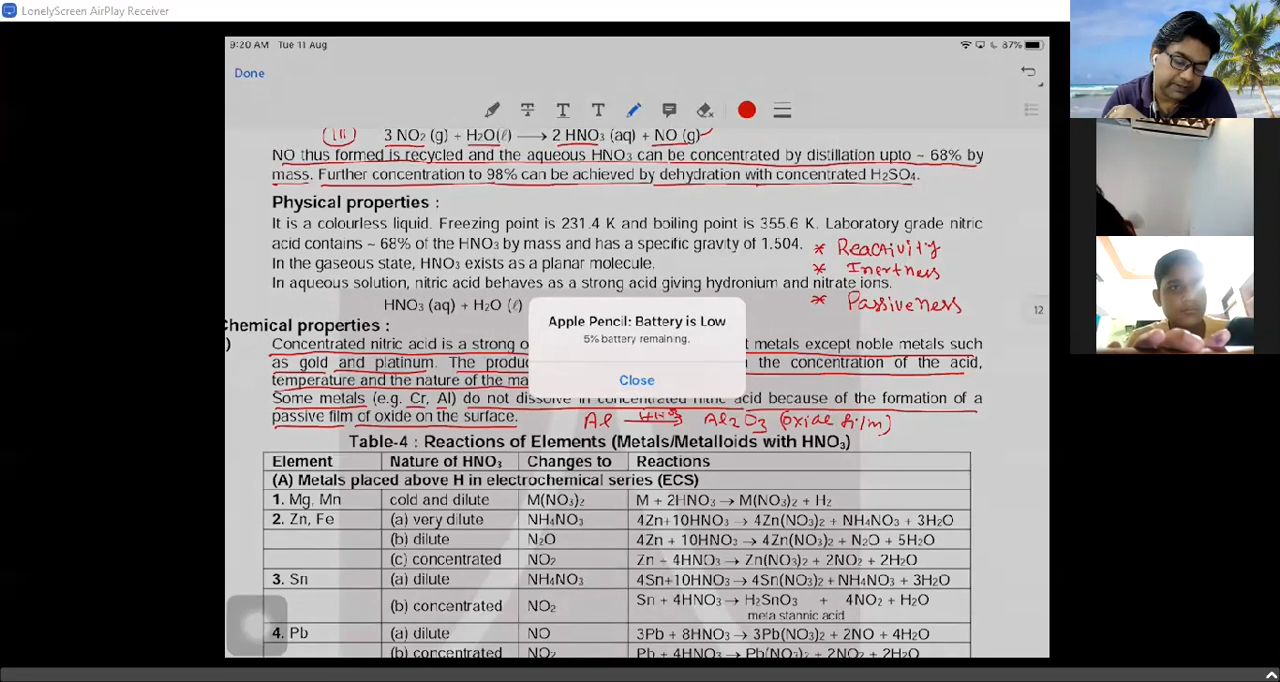 LonelyScreen AirPlay Receiver
9:20 AM Tue 11 Aug
87%
Done
(III) 3 NO₂ (g) + H₂O(ℓ) ⟶ 2 HNO₃ (aq) + NO (g)
NO thus formed is recycled and the aqueous HNO₃ can be concentrated by distillation upto ~ 68% by
mass. Further concentration to 98% can be achieved by dehydration with concentrated H₂SO₄.
Physical properties :
It is a colourless liquid. Freezing point is 231.4 K and boiling point is 355.6 K. Laboratory grade nitric
acid contains ~ 68% of the HNO₃ by mass and has a specific gravity of 1.504.
* Reactivity
In the gaseous state, HNO₃ exists as a planar molecule.
* Inertness
In aqueous solution, nitric acid behaves as a strong acid giving hydronium and nitrate ions.
HNO₃ (aq) + H₂O (ℓ)
* Passiveness
12
Chemical properties :
) Concentrated nitric acid is a strong o metals except noble metals such
as gold and platinum. The produ the concentration of the acid,
temperature and the nature of the ma
Some metals (e.g. Cr, Al) do not dissolve in concentrated nitric acid because of the formation of a
passive film of oxide on the surface.
Al ⟶ Al₂O₃ (oxide film)
Apple Pencil: Battery is Low
5% battery remaining.
Close
Table-4 : Reactions of Elements (Metals/Metalloids with HNO₃)
Element Nature of HNO₃ Changes to Reactions
(A) Metals placed above H in electrochemical series (ECS)
1. Mg, Mn cold and dilute M(NO₃)₂ M + 2HNO₃ → M(NO₃)₂ + H₂
2. Zn, Fe (a) very dilute NH₄NO₃ 4Zn+10HNO₃ → 4Zn(NO₃)₂ + NH₄NO₃ + 3H₂O
(b) dilute N₂O 4Zn + 10HNO₃ → 4Zn(NO₃)₂ + N₂O + 5H₂O
(c) concentrated NO₂ Zn + 4HNO₃ → Zn(NO₃)₂ + 2NO₂ + 2H₂O
3. Sn (a) dilute NH₄NO₃ 4Sn+10HNO₃ → 4Sn(NO₃)₂ + NH₄NO₃ + 3H₂O
(b) concentrated NO₂ Sn + 4HNO₃ → H₂SnO₃ + 4NO₂ + H₂O
meta stannic acid
4. Pb (a) dilute NO 3Pb + 8HNO₃ → 3Pb(NO₃)₂ + 2NO + 4H₂O
(b) concentrated NO₂ Pb + 4HNO₃ → Pb(NO₃)₂ + 2NO₂ + 2H₂O